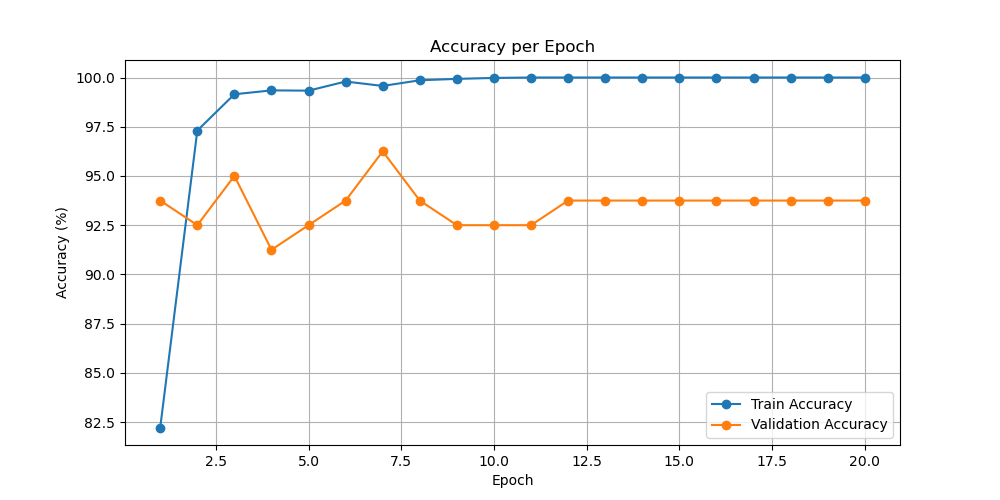 Accuracy per Epoch
100.0
97.5
95.0
92.5
90.0
87.5
85.0
82.5
Accuracy (%)
Train Accuracy
Validation Accuracy
2.5 5.0 7.5 10.0 12.5 15.0 17.5 20.0
Epoch